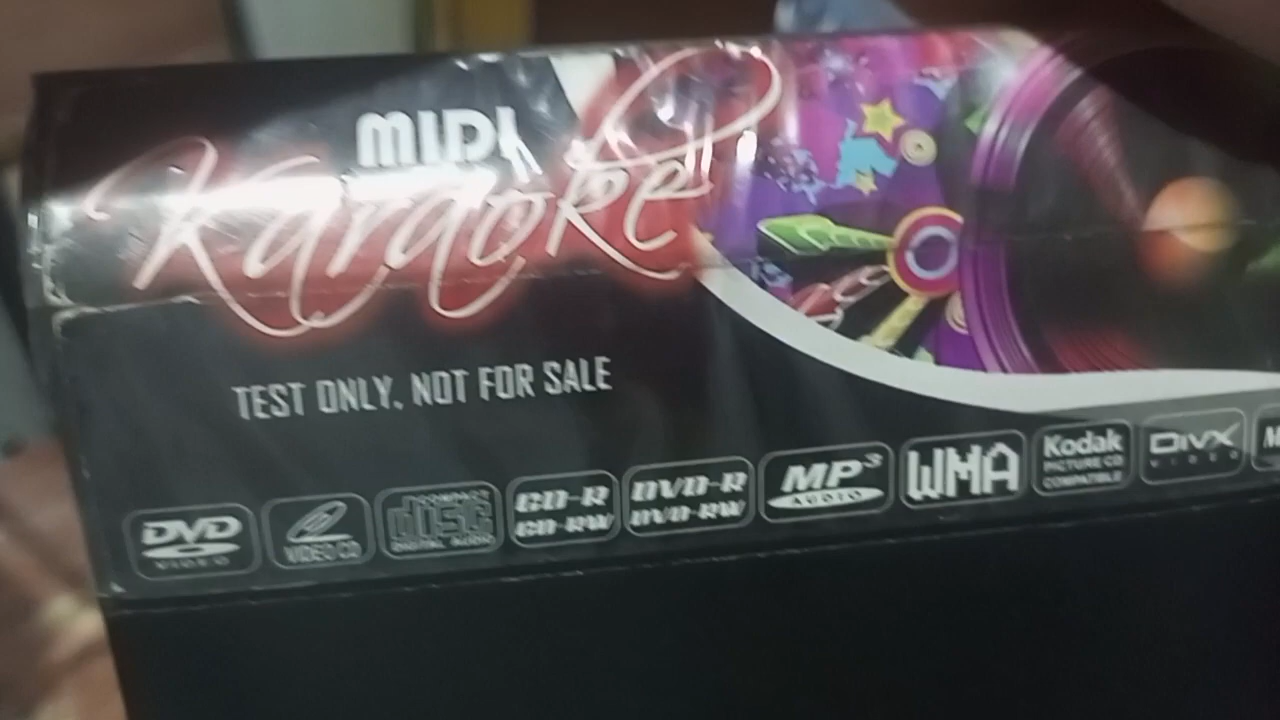 MIDI
Karaoke
TEST ONLY, NOT FOR SALE
DVD
VIDEO
VIDEO CD
COMPACT
disc
DIGITAL AUDIO
CD-R
CD-RW
DVD-R
DVD-RW
MP3
AUDIO
WMA
Kodak
PICTURE CD
COMPATIBLE
DIVX
VIDEO